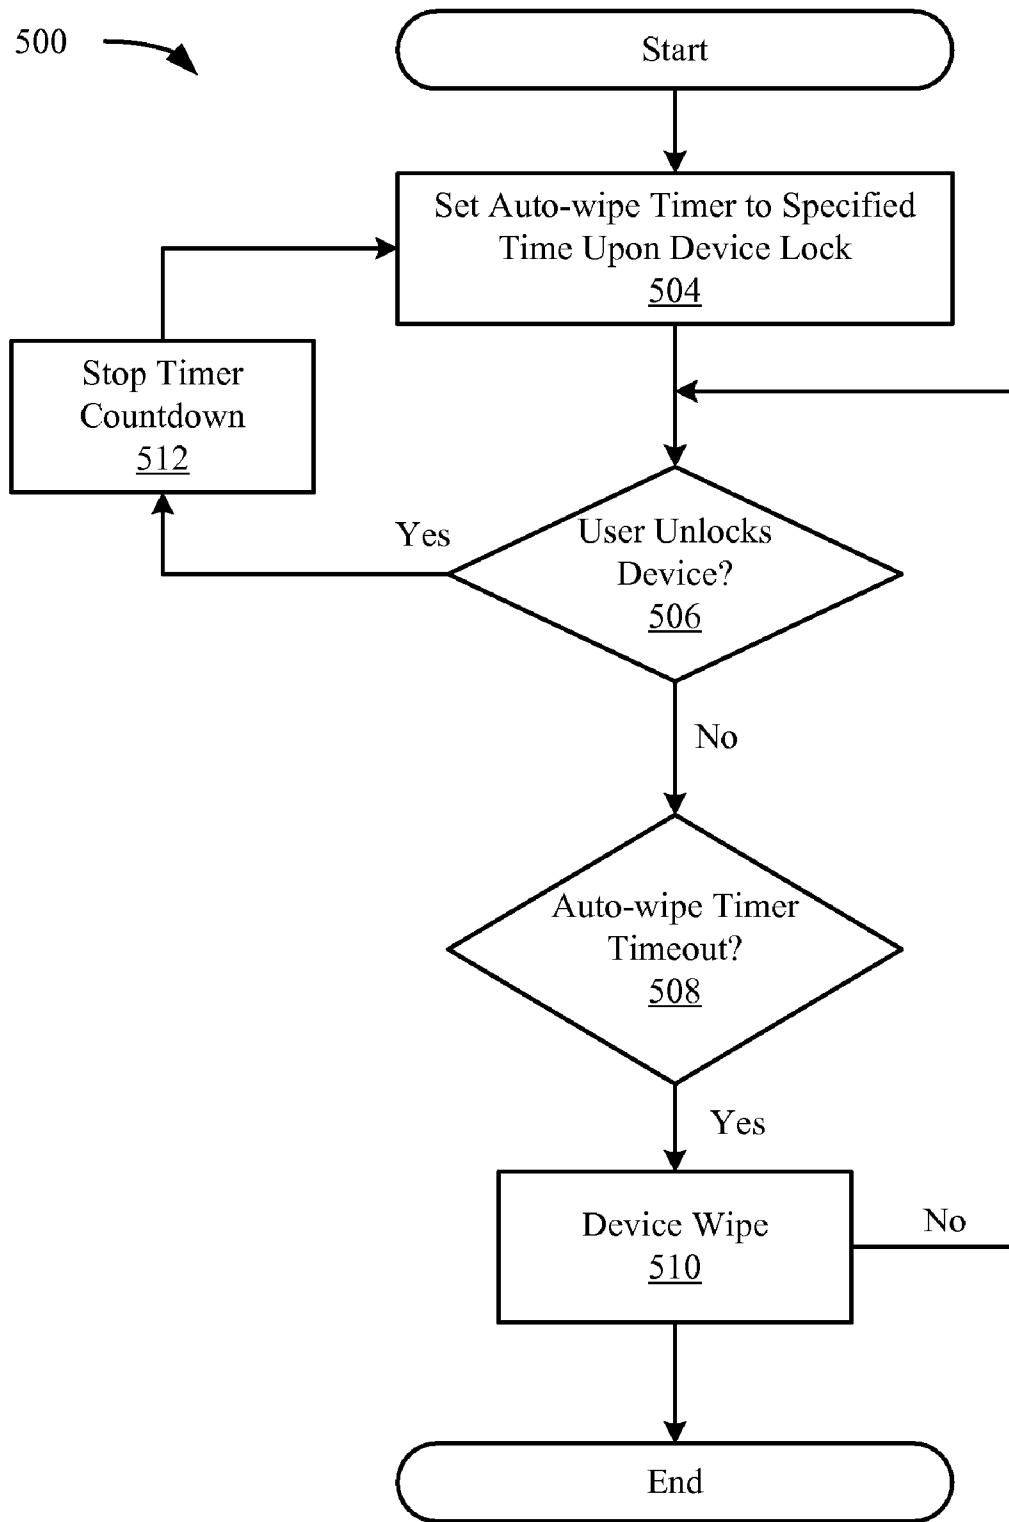 500
Start
Set Auto-wipe Timer to Specified
Time Upon Device Lock
504
Stop Timer
Countdown
512
Yes
User Unlocks
Device?
506
No
Auto-wipe Timer
Timeout?
508
Yes
Device Wipe
510
No
End